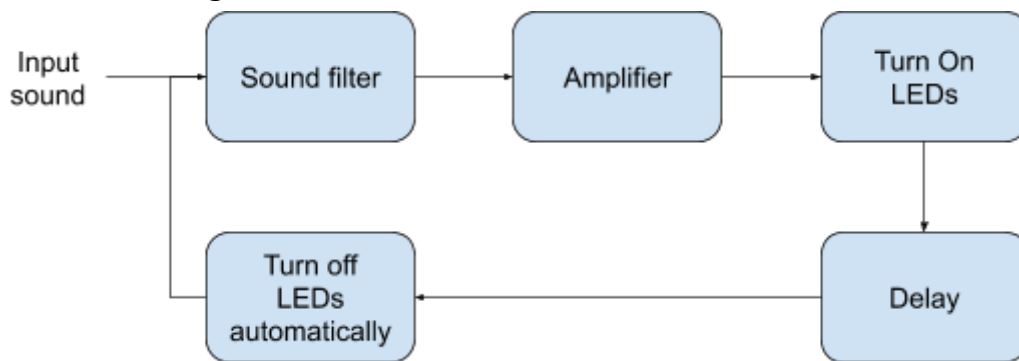 Input
sound
Sound filter
Amplifier
Turn On
LEDs
Turn off
LEDs
automatically
Delay